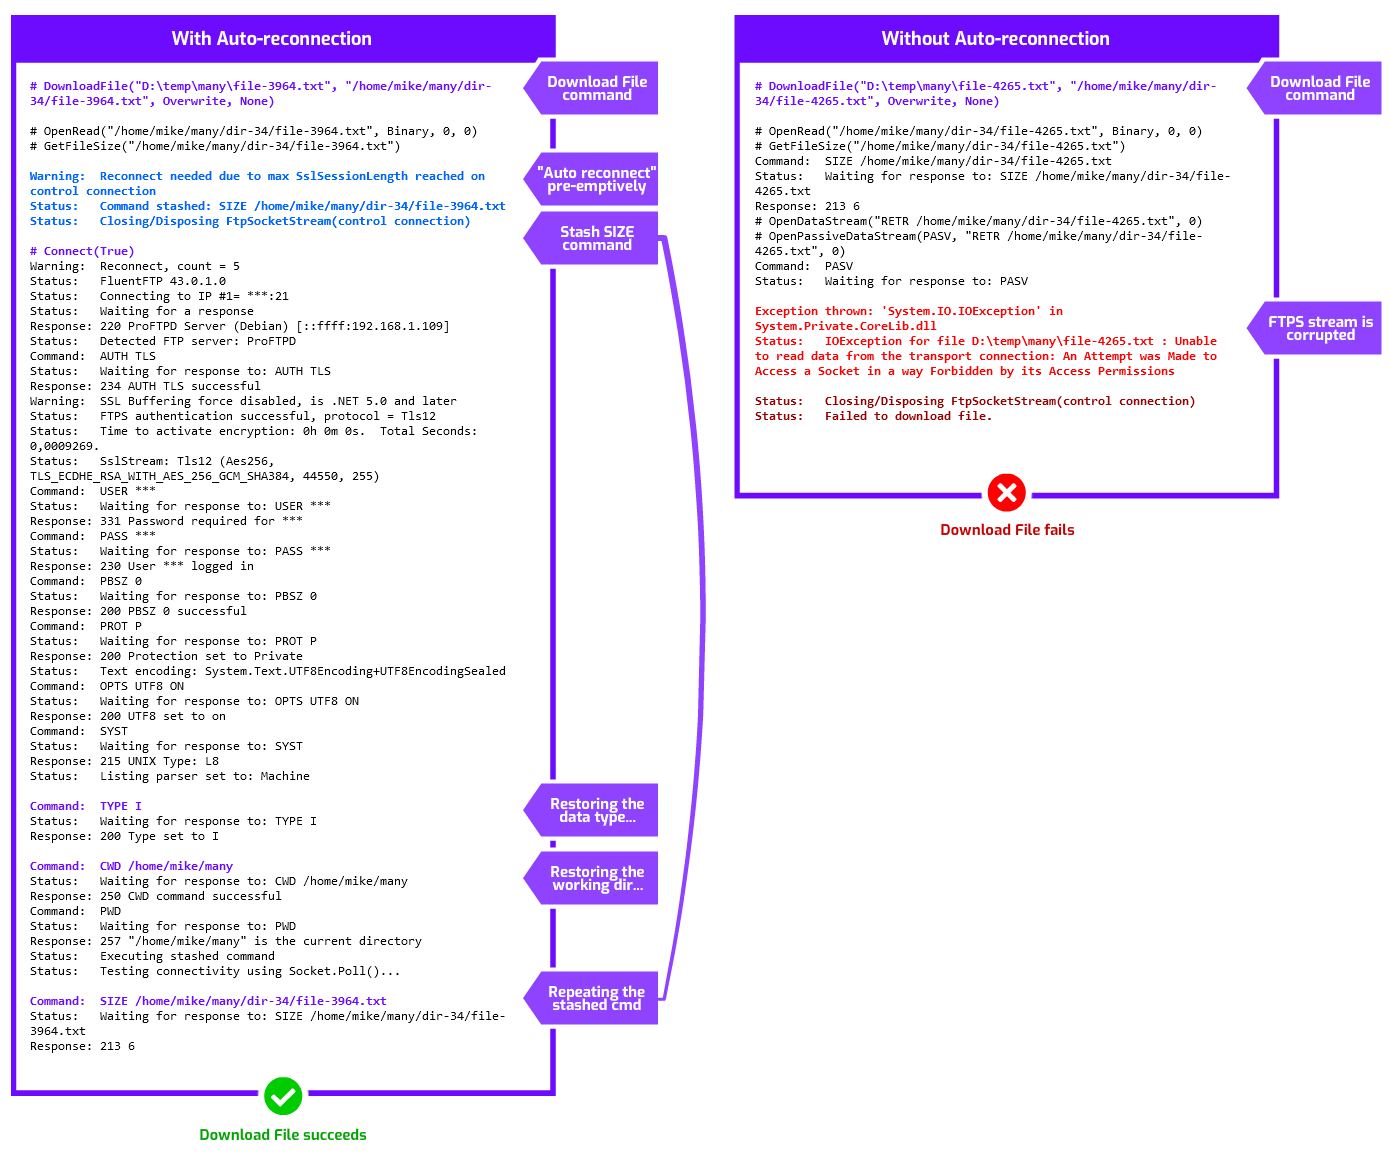 With Auto-reconnection
# DownloadFile("D:\temp\many\file-3964.txt", "/home/mike/many/dir-
34/file-3964.txt", Overwrite, None)
Download File
command
# OpenRead("/home/mike/many/dir-34/file-3964.txt", Binary, 0, 0)
# GetFileSize("/home/mike/many/dir-34/file-3964.txt")
Warning:  Reconnect needed due to max SslSessionLength reached on
control connection
Status:   Command stashed: SIZE /home/mike/many/dir-34/file-3964.txt
Status:   Closing/Disposing FtpSocketStream(control connection)
"Auto reconnect"
pre-emptively
Stash SIZE
command
# Connect(True)
Warning:  Reconnect, count = 5
Status:   FluentFTP 43.0.1.0
Status:   Connecting to IP #1= ***:21
Status:   Waiting for a response
Response: 220 ProFTPD Server (Debian) [::ffff:192.168.1.109]
Status:   Detected FTP server: ProFTPD
Command:  AUTH TLS
Status:   Waiting for response to: AUTH TLS
Response: 234 AUTH TLS successful
Warning:  SSL Buffering force disabled, is .NET 5.0 and later
Status:   FTPS authentication successful, protocol = Tls12
Status:   Time to activate encryption: 0h 0m 0s.  Total Seconds:
0,0009269.
Status:   SslStream: Tls12 (Aes256,
TLS_ECDHE_RSA_WITH_AES_256_GCM_SHA384, 44550, 255)
Command:  USER ***
Status:   Waiting for response to: USER ***
Response: 331 Password required for ***
Command:  PASS ***
Status:   Waiting for response to: PASS ***
Response: 230 User *** logged in
Command:  PBSZ 0
Status:   Waiting for response to: PBSZ 0
Response: 200 PBSZ 0 successful
Command:  PROT P
Status:   Waiting for response to: PROT P
Response: 200 Protection set to Private
Status:   Text encoding: System.Text.UTF8Encoding+UTF8EncodingSealed
Command:  OPTS UTF8 ON
Status:   Waiting for response to: OPTS UTF8 ON
Response: 200 UTF8 set to on
Command:  SYST
Status:   Waiting for response to: SYST
Response: 215 UNIX Type: L8
Status:   Listing parser set to: Machine
Command:  TYPE I
Status:   Waiting for response to: TYPE I
Response: 200 Type set to I
Restoring the
data type...
Command:  CWD /home/mike/many
Status:   Waiting for response to: CWD /home/mike/many
Response: 250 CWD command successful
Command:  PWD
Status:   Waiting for response to: PWD
Response: 257 "/home/mike/many" is the current directory
Status:   Executing stashed command
Status:   Testing connectivity using Socket.Poll()...
Restoring the
working dir...
Command:  SIZE /home/mike/many/dir-34/file-3964.txt
Status:   Waiting for response to: SIZE /home/mike/many/dir-34/file-
3964.txt
Response: 213 6
Repeating the
stashed cmd
Download File succeeds
Without Auto-reconnection
# DownloadFile("D:\temp\many\file-4265.txt", "/home/mike/many/dir-
34/file-4265.txt", Overwrite, None)
Download File
command
# OpenRead("/home/mike/many/dir-34/file-4265.txt", Binary, 0, 0)
# GetFileSize("/home/mike/many/dir-34/file-4265.txt")
Command:  SIZE /home/mike/many/dir-34/file-4265.txt
Status:   Waiting for response to: SIZE /home/mike/many/dir-34/file-
4265.txt
Response: 213 6
# OpenDataStream("RETR /home/mike/many/dir-34/file-4265.txt", 0)
# OpenPassiveDataStream(PASV, "RETR /home/mike/many/dir-34/file-
4265.txt", 0)
Command:  PASV
Status:   Waiting for response to: PASV
Exception thrown: 'System.IO.IOException' in
System.Private.CoreLib.dll
Status:   IOException for file D:\temp\many\file-4265.txt : Unable
to read data from the transport connection: An Attempt was Made to
Access a Socket in a way Forbidden by its Access Permissions
FTPS stream is
corrupted
Status:   Closing/Disposing FtpSocketStream(control connection)
Status:   Failed to download file.
Download File fails